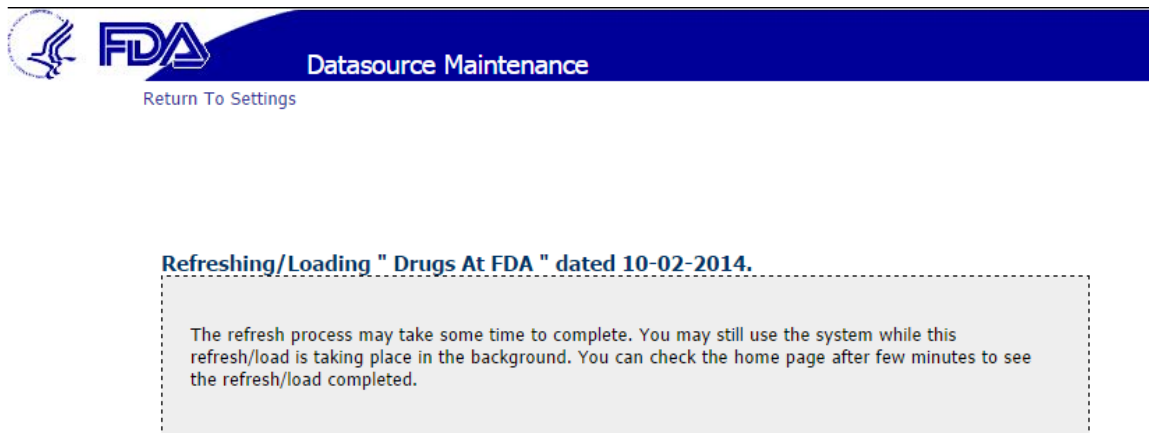 FDA
Datasource Maintenance
Return To Settings
Refreshing/Loading " Drugs At FDA " dated 10-02-2014.
The refresh process may take some time to complete. You may still use the system while this
refresh/load is taking place in the background. You can check the home page after few minutes to see
the refresh/load completed.